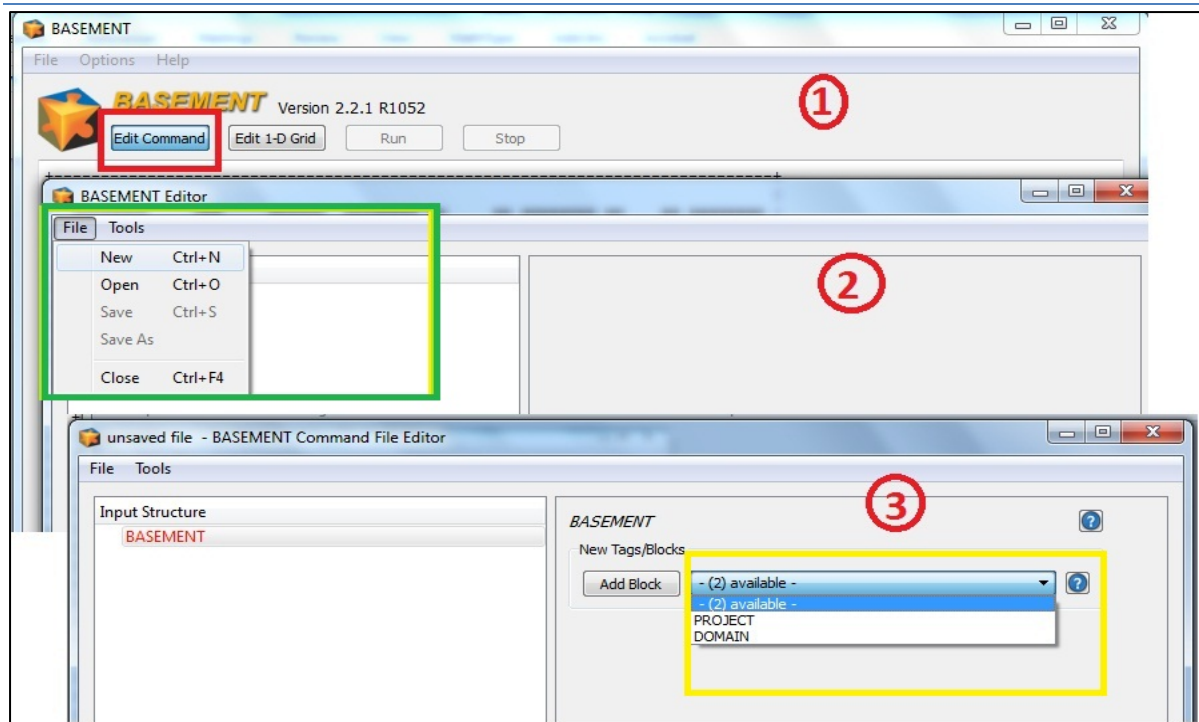 BASEMENT
File Options Help
BASEMENT Version 2.2.1 R1052
1
Edit Command Edit 1-D Grid Run Stop
BASEMENT Editor
File Tools
New Ctrl+N
Open Ctrl+O
2
Save Ctrl+S
Save As
Close Ctrl+F4
unsaved file - BASEMENT Command File Editor
File Tools
3
Input Structure
BASEMENT
BASEMENT
New Tags/Blocks
Add Block - (2) available -
- (2) available -
PROJECT
DOMAIN